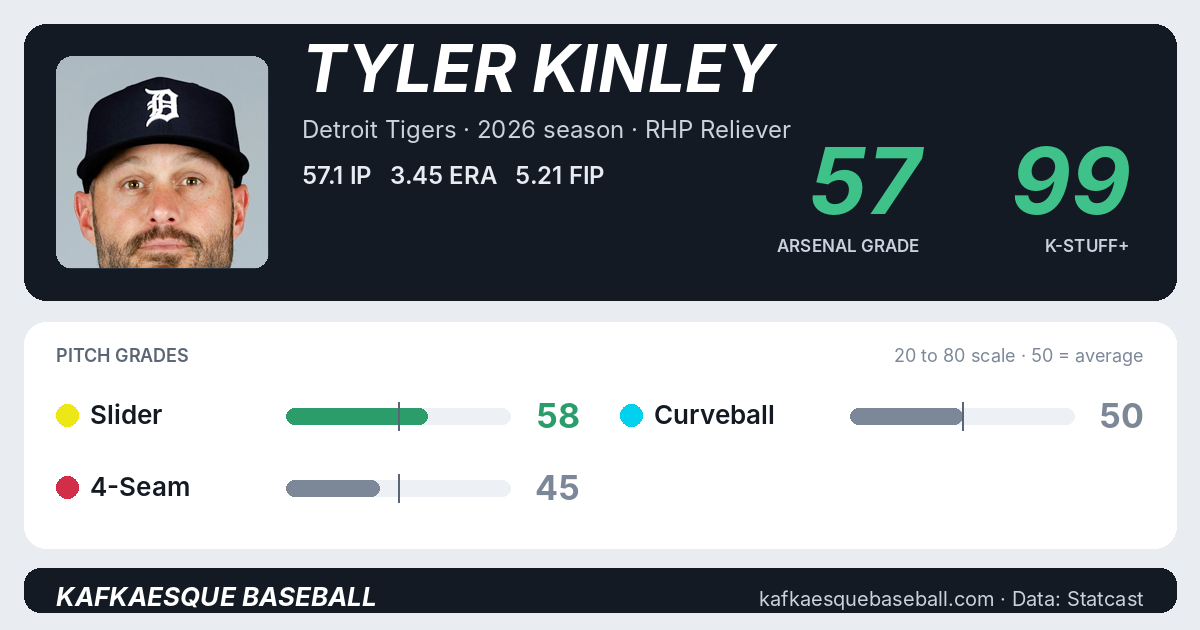 TYLER KINLEY
Detroit Tigers · 2026 season · RHP Reliever
57.1 IP 3.45 ERA 5.21 FIP
57 99
ARSENAL GRADE K-STUFF+
PITCH GRADES 20 to 80 scale · 50 = average
Slider 58 Curveball 50
4-Seam 45
KAFKAESQUE BASEBALL kafkaesquebaseball.com · Data: Statcast